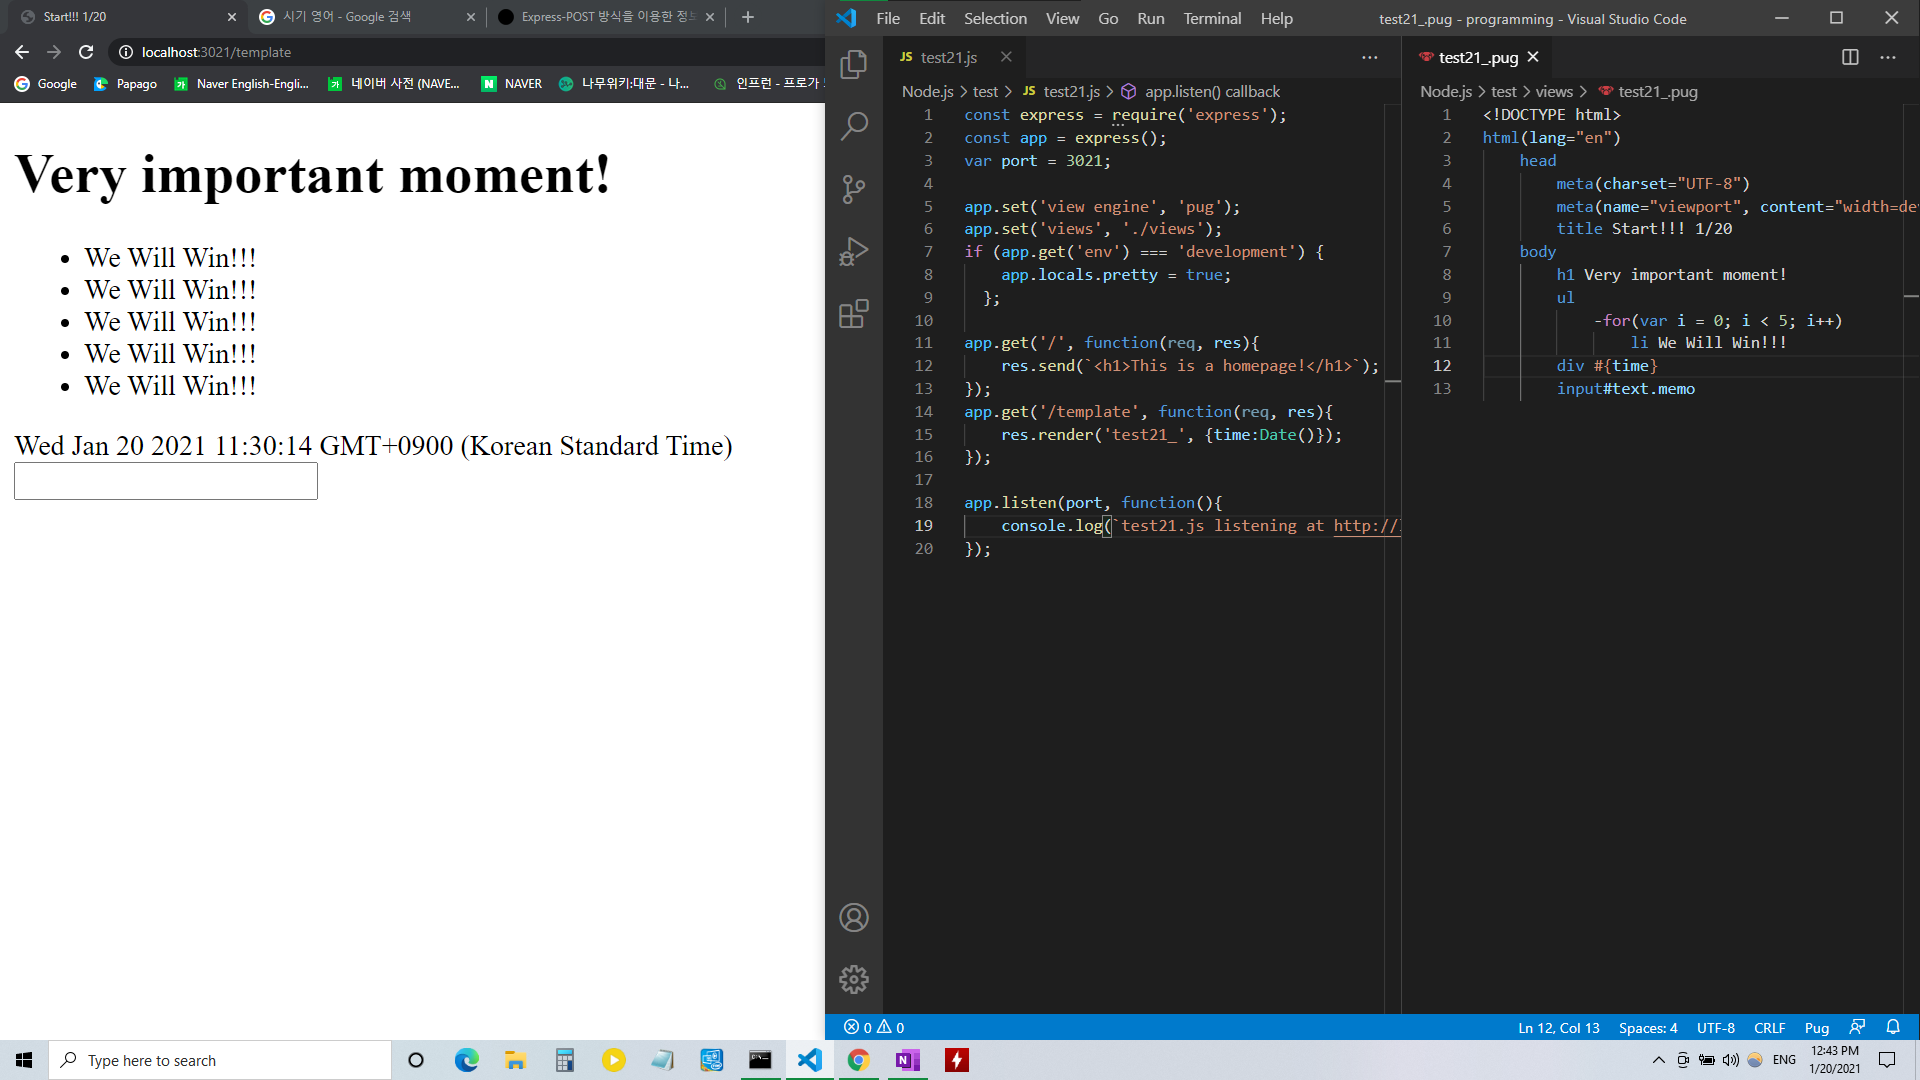 Start!!! 1/20
시기 영어 - Google 검색
Express-POST 방식을 이용한 정보
localhost:3021/template
Google
Papago
Naver English-Engli...
네이버 사전 (NAVE...
NAVER
나무위키:대문 - 나...
인프런 - 프로가
Very important moment!
We Will Win!!!
We Will Win!!!
We Will Win!!!
We Will Win!!!
We Will Win!!!
Wed Jan 20 2021 11:30:14 GMT+0900 (Korean Standard Time)
File Edit Selection View Go Run Terminal Help
test21_.pug - programming - Visual Studio Code
JS test21.js
Node.js > test > JS test21.js > app.listen() callback
1 const express = require('express');
2 const app = express();
3 var port = 3021;
4
5 app.set('view engine', 'pug');
6 app.set('views', './views');
7 if (app.get('env') === 'development') {
8 app.locals.pretty = true;
9 };
10
11 app.get('/', function(req, res){
12 res.send(`<h1>This is a homepage!</h1>`);
13 });
14 app.get('/template', function(req, res){
15 res.render('test21_', {time:Date()});
16 });
17
18 app.listen(port, function(){
19 console.log(`test21.js listening at http://
20 });
test21_.pug
Node.js > test > views > test21_.pug
1 <!DOCTYPE html>
2 html(lang="en")
3 head
4 meta(charset="UTF-8")
5 meta(name="viewport", content="width=de
6 title Start!!! 1/20
7 body
8 h1 Very important moment!
9 ul
10 -for(var i = 0; i < 5; i++)
11 li We Will Win!!!
12 div #{time}
13 input#text.memo
0 0
Ln 12, Col 13 Spaces: 4 UTF-8 CRLF Pug
Type here to search
ENG
12:43 PM
1/20/2021